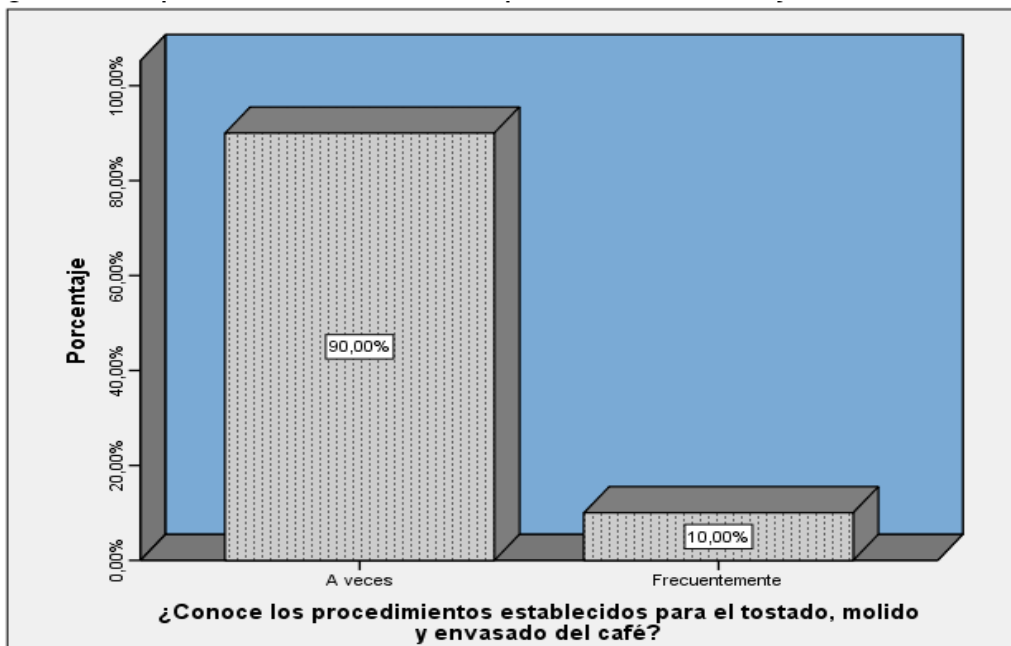 100,00%
80,00%
60,00%
40,00%
20,00%
0,00%
Porcentaje
90,00%
10,00%
A veces
Frecuentemente
¿Conoce los procedimientos establecidos para el tostado, molido
y envasado del café?